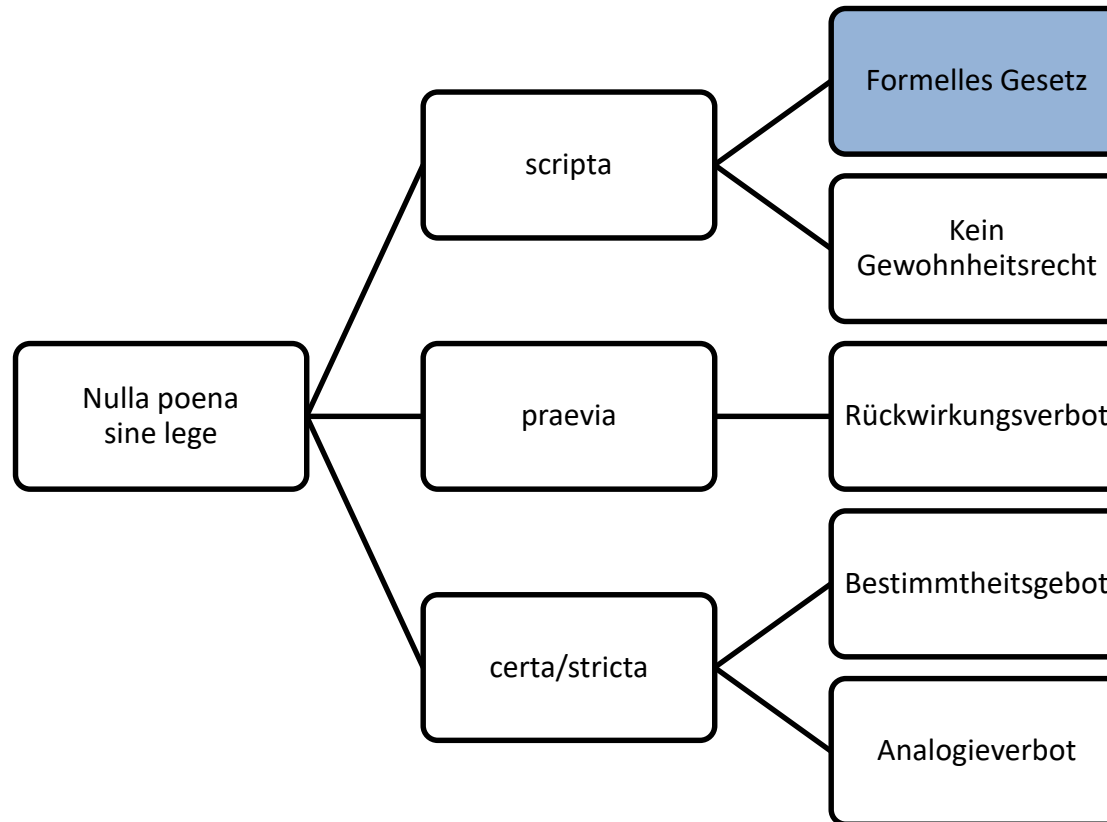 Formelles Gesetz
scripta
Kein
Gewohnheitsrecht
Nulla poena
sine lege
praevia
Rückwirkungsverbot
Bestimmtheitsgebot
certa/stricta
Analogieverbot